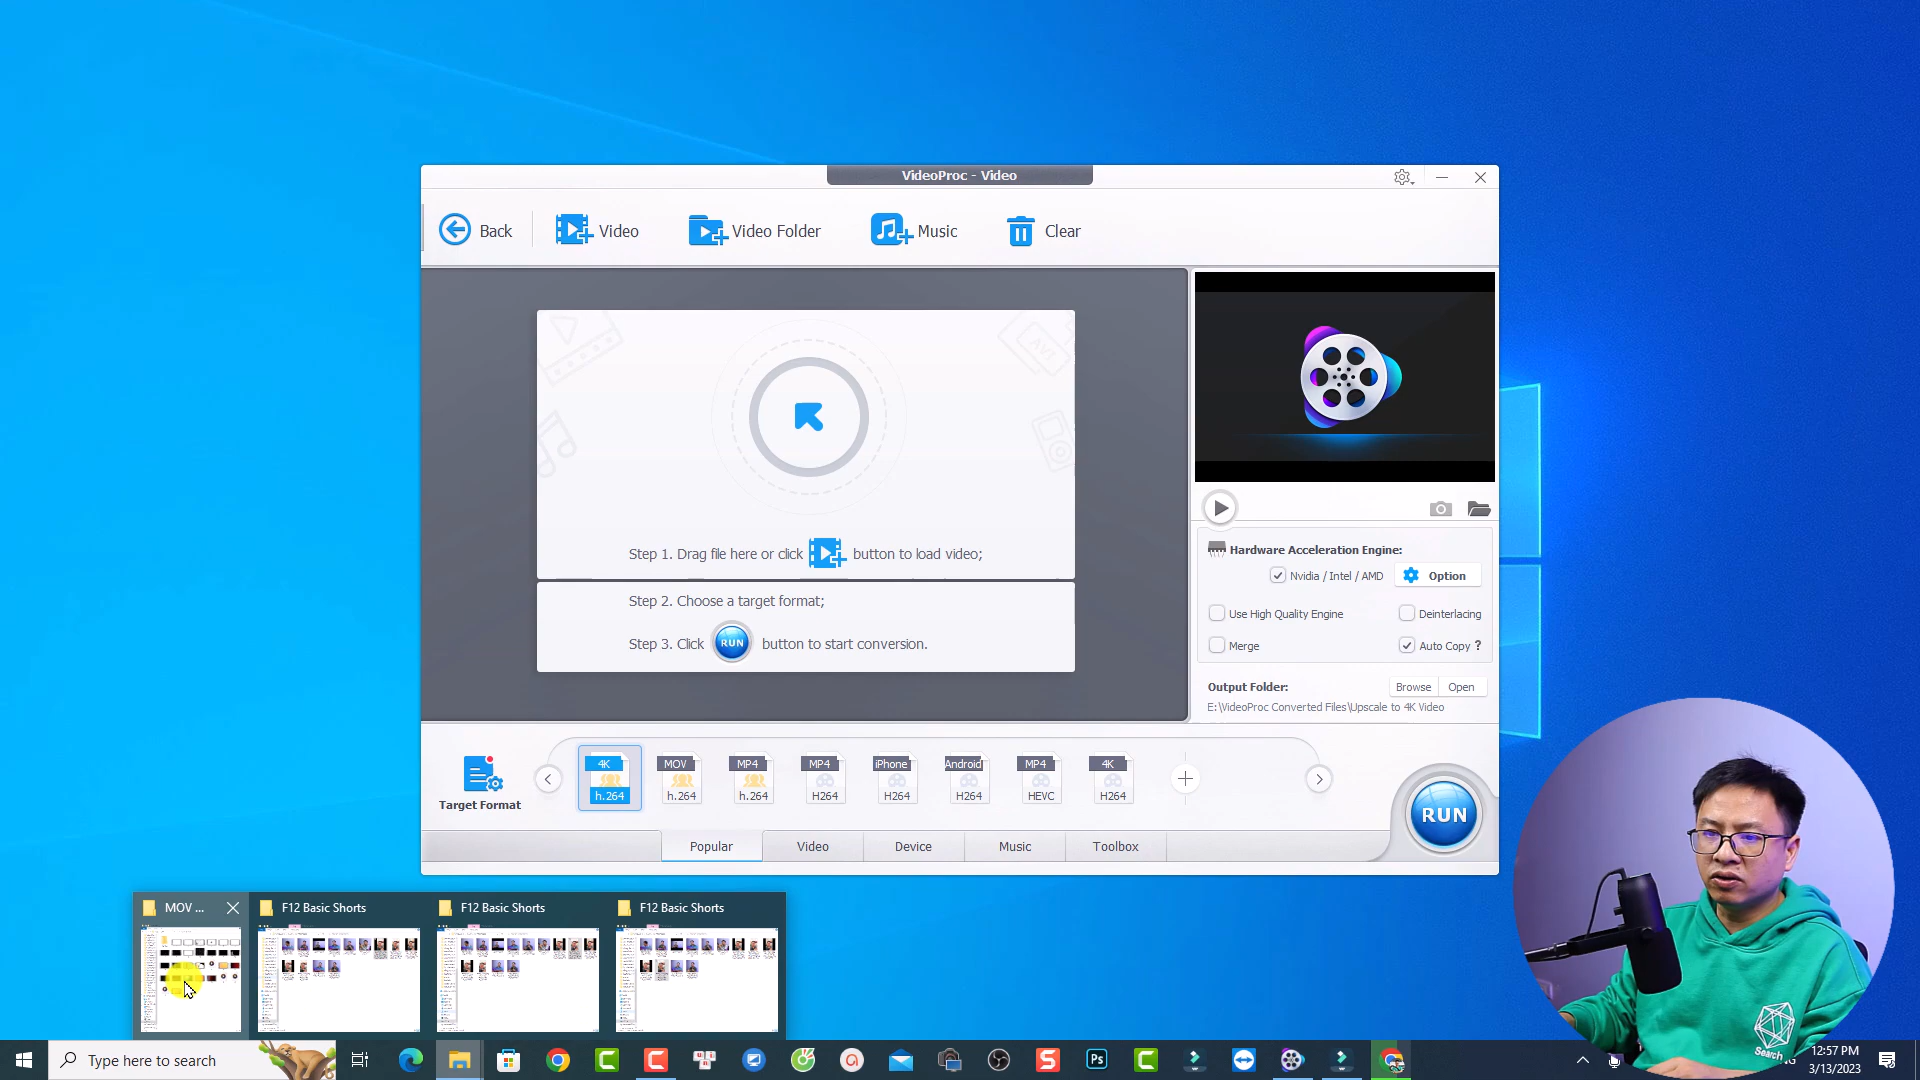 VideoProc - Video
Back
Video
Video Folder
Music
Clear
AVI
Step 1. Drag file here or click button to load video;
Step 2. Choose a target format;
Step 3. Click RUN button to start conversion.
Hardware Acceleration Engine:
Nvidia / Intel / AMD
Option
Use High Quality Engine
Deinterlacing
Merge
Auto Copy ?
Output Folder:
Browse
Open
E:\VideoProc Converted Files\Upscale to 4K Video
Target Format
4K
h.264
MOV
h.264
MP4
h.264
MP4
H264
iPhone
H264
Android
H264
MP4
HEVC
4K
H264
RUN
Popular
Video
Device
Music
Toolbox
MOV ...
F12 Basic Shorts
F12 Basic Shorts
F12 Basic Shorts
Type here to search
Ps
12:57 PM
3/13/2023
Search